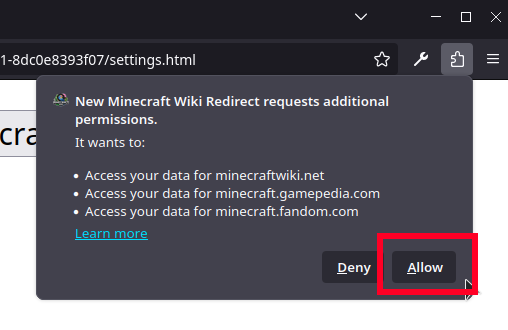 1-8dc0e8393f07/settings.html
cra
New Minecraft Wiki Redirect requests additional
permissions.
It wants to:
• Access your data for minecraftwiki.net
• Access your data for minecraft.gamepedia.com
• Access your data for minecraft.fandom.com
Learn more
Deny Allow